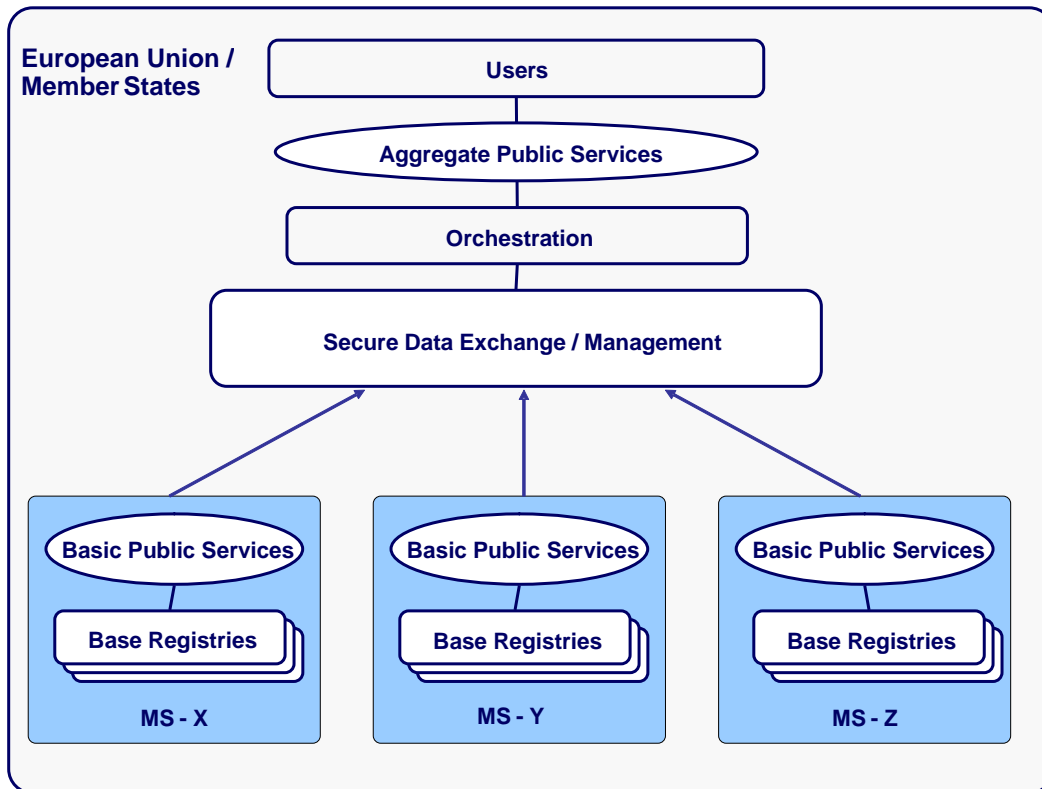 European Union /
Member States
Users
Aggregate Public Services
Orchestration
Secure Data Exchange / Management
Basic Public Services
Basic Public Services
Basic Public Services
Base Registries
Base Registries
Base Registries
MS - X
MS - Y
MS - Z